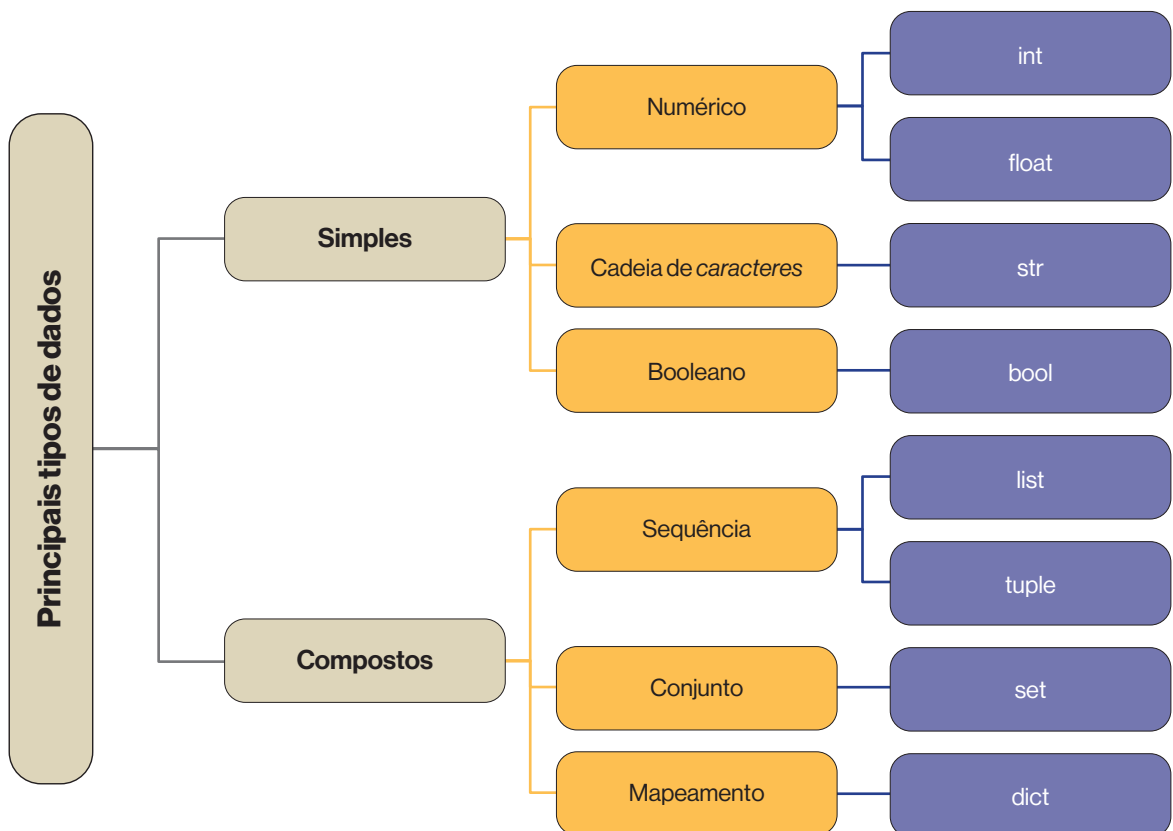 Principais tipos de dados
Simples
Numérico
int
float
Cadeia de caracteres
str
Booleano
bool
Compostos
Sequência
list
tuple
Conjunto
set
Mapeamento
dict